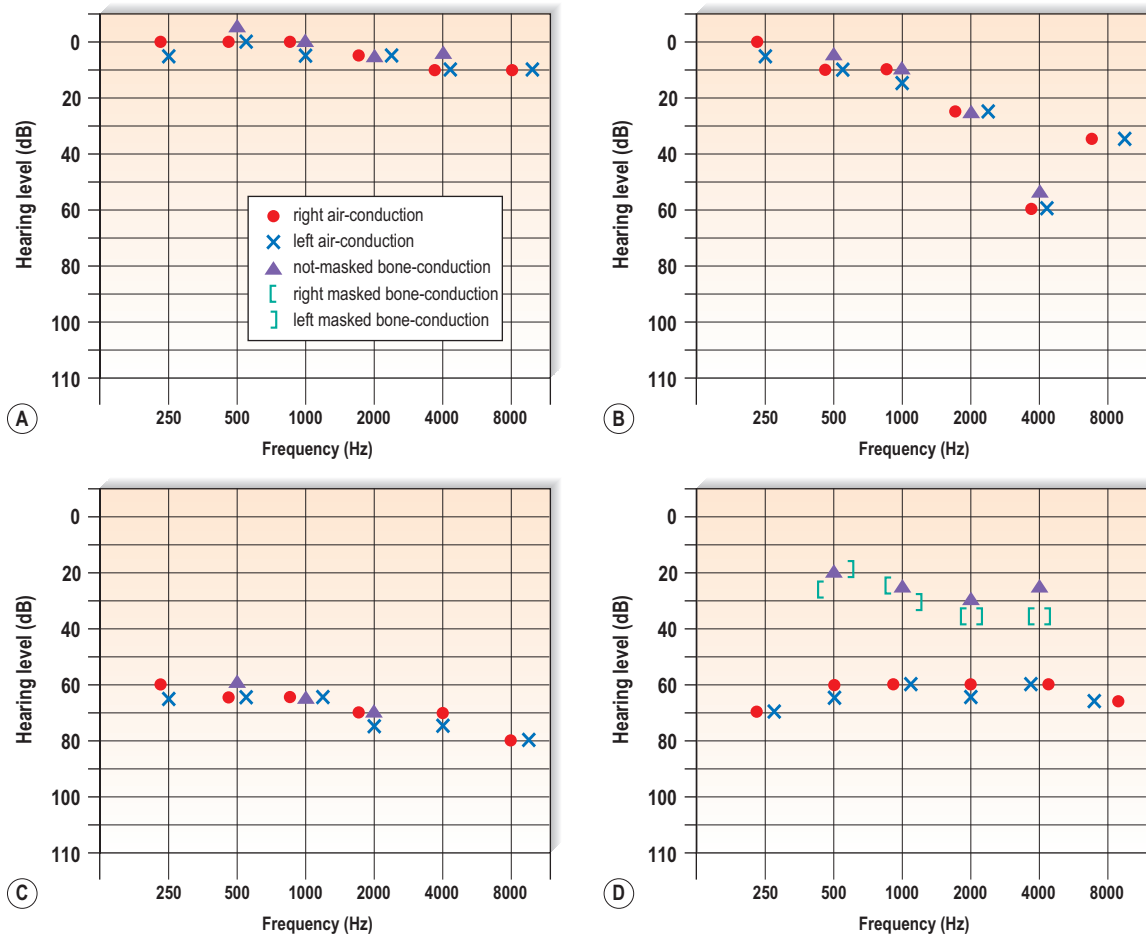 0
20
40
60
80
100
110
Hearing level (dB)
right air-conduction
left air-conduction
not-masked bone-conduction
right masked bone-conduction
left masked bone-conduction
250 500 1000 2000 4000 8000
Frequency (Hz)
A
0
20
40
60
80
100
110
Hearing level (dB)
250 500 1000 2000 4000 8000
Frequency (Hz)
B
0
20
40
60
80
100
110
Hearing level (dB)
250 500 1000 2000 4000 8000
Frequency (Hz)
C
0
20
40
60
80
100
110
Hearing level (dB)
250 500 1000 2000 4000 8000
Frequency (Hz)
D